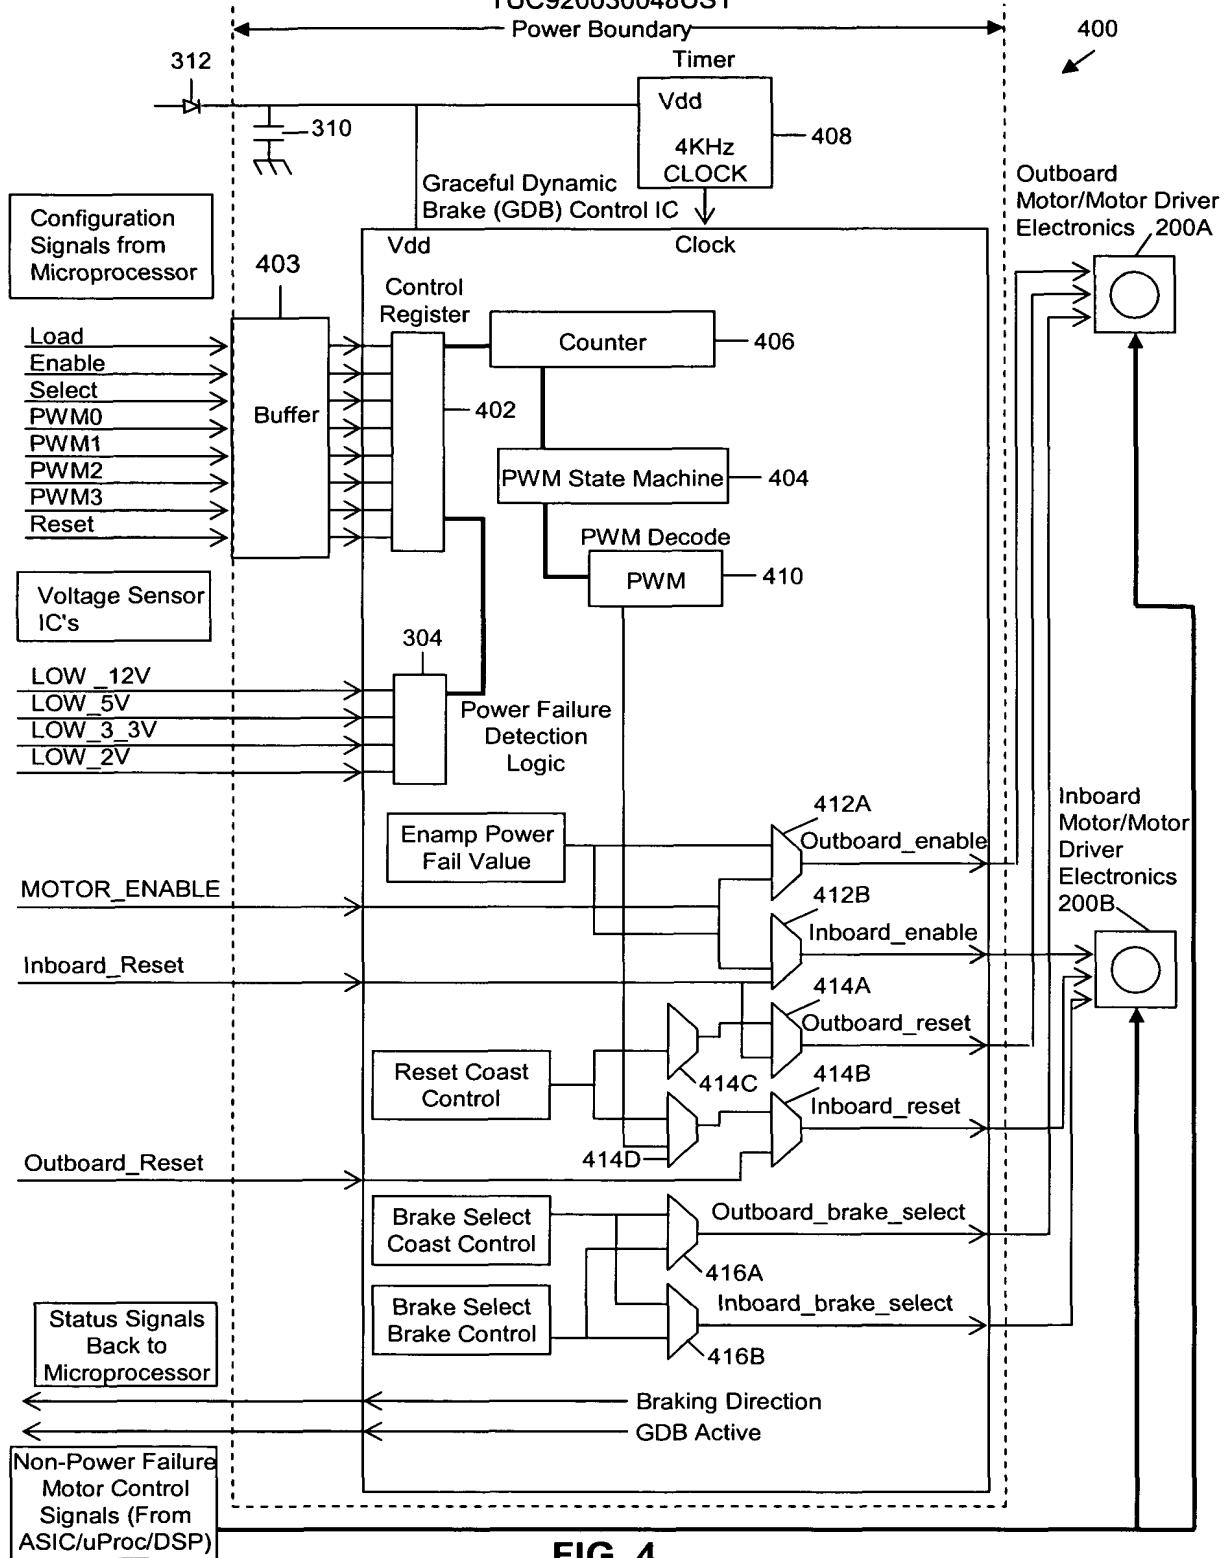 TUC920030048US1
Power Boundary
400
312
Timer
Vdd
310
4KHz
CLOCK
408
Graceful Dynamic
Brake (GDB) Control IC
Outboard
Motor/Motor Driver
Electronics 200A
Configuration
Signals from
Microprocessor
Vdd
Clock
403
Control
Register
Load
Enable
Select
PWM0
PWM1
PWM2
PWM3
Reset
Buffer
Counter
406
402
PWM State Machine
404
PWM Decode
PWM
410
Voltage Sensor
IC's
304
LOW _12V
LOW_5V
LOW_3_3V
LOW_2V
Power Failure
Detection
Logic
Enamp Power
Fail Value
412A
Outboard_enable
Inboard
Motor/Motor
Driver
Electronics
200B
MOTOR_ENABLE
412B
Inboard_enable
Inboard_Reset
414A
Outboard_reset
Reset Coast
Control
414C
414B
Inboard_reset
414D
Outboard_Reset
Brake Select
Coast Control
Outboard_brake_select
416A
Brake Select
Brake Control
Inboard_brake_select
416B
Status Signals
Back to
Microprocessor
Braking Direction
GDB Active
Non-Power Failure
Motor Control
Signals (From
ASIC/uProc/DSP)
FIG. 4